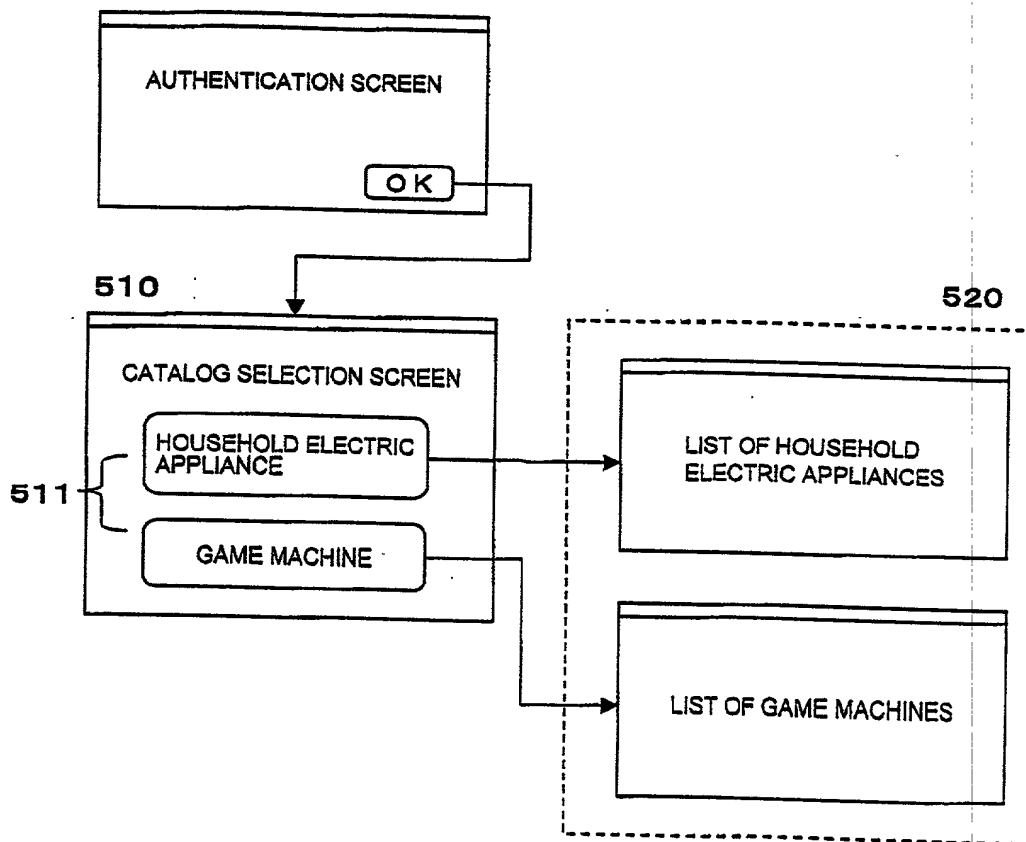 AUTHENTICATION SCREEN
OK
510
520
CATALOG SELECTION SCREEN
HOUSEHOLD ELECTRIC
APPLIANCE
511
GAME MACHINE
LIST OF HOUSEHOLD
ELECTRIC APPLIANCES
LIST OF GAME MACHINES